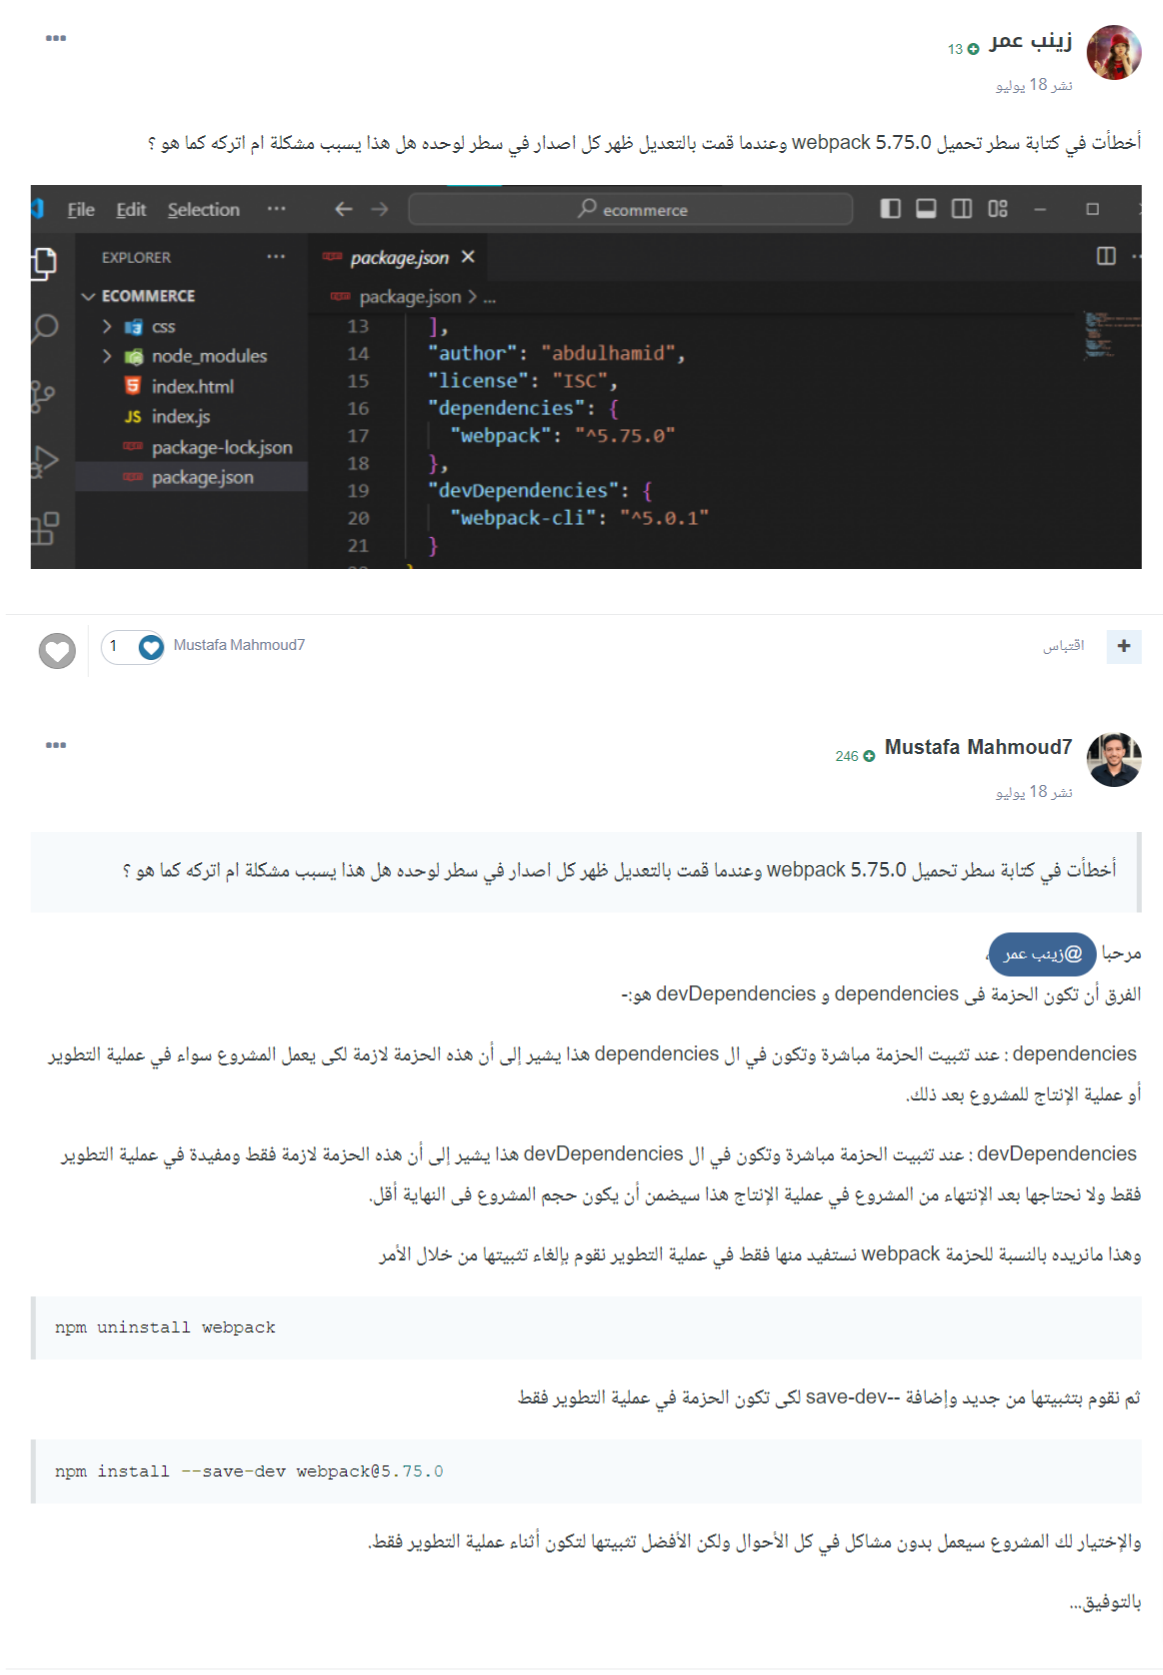 زينب عمر 13
نشر 18 يوليو
أخطأت في كتابة سطر تحميل webpack 5.75.0 وعندما قمت بالتعديل ظهر كل اصدار في سطر لوحده هل هذا يسبب مشكلة ام اتركه كما هو ؟
File Edit Selection ... ecommerce
EXPLORER ... package.json
ECOMMERCE
package.json > ...
css
node_modules
index.html
index.js
package-lock.json
package.json
13 ],
14 "author": "abdulhamid",
15 "license": "ISC",
16 "dependencies": {
17 "webpack": "^5.75.0"
18 },
19 "devDependencies": {
20 "webpack-cli": "^5.0.1"
21 }
اقتباس
1 Mustafa Mahmoud7
Mustafa Mahmoud7 246
نشر 18 يوليو
أخطأت في كتابة سطر تحميل webpack 5.75.0 وعندما قمت بالتعديل ظهر كل اصدار في سطر لوحده هل هذا يسبب مشكلة ام اتركه كما هو ؟
مرحبا @زينب عمر،
الفرق أن تكون الحزمة فى dependencies و devDependencies هو:-
dependencies : عند تثبيت الحزمة مباشرة وتكون في ال dependencies هذا يشير إلى أن هذه الحزمة لازمة لكى يعمل المشروع سواء في عملية التطوير
أو عملية الإنتاج للمشروع بعد ذلك.
devDependencies : عند تثبيت الحزمة مباشرة وتكون في ال devDependencies هذا يشير إلى أن هذه الحزمة لازمة فقط ومفيدة في عملية التطوير
فقط ولا نحتاجها بعد الإنتهاء من المشروع في عملية الإنتاج هذا سيضمن أن يكون حجم المشروع فى النهاية أقل.
وهذا مانريده بالنسبة للحزمة webpack نستفيد منها فقط في عملية التطوير نقوم بإلغاء تثبيتها من خلال الأمر
npm uninstall webpack
ثم نقوم بتثبيتها من جديد وإضافة --save-dev لكى تكون الحزمة في عملية التطوير فقط
npm install --save-dev webpack@5.75.0
والإختيار لك المشروع سيعمل بدون مشاكل في كل الأحوال ولكن الأفضل تثبيتها لتكون أثناء عملية التطوير فقط.
بالتوفيق...